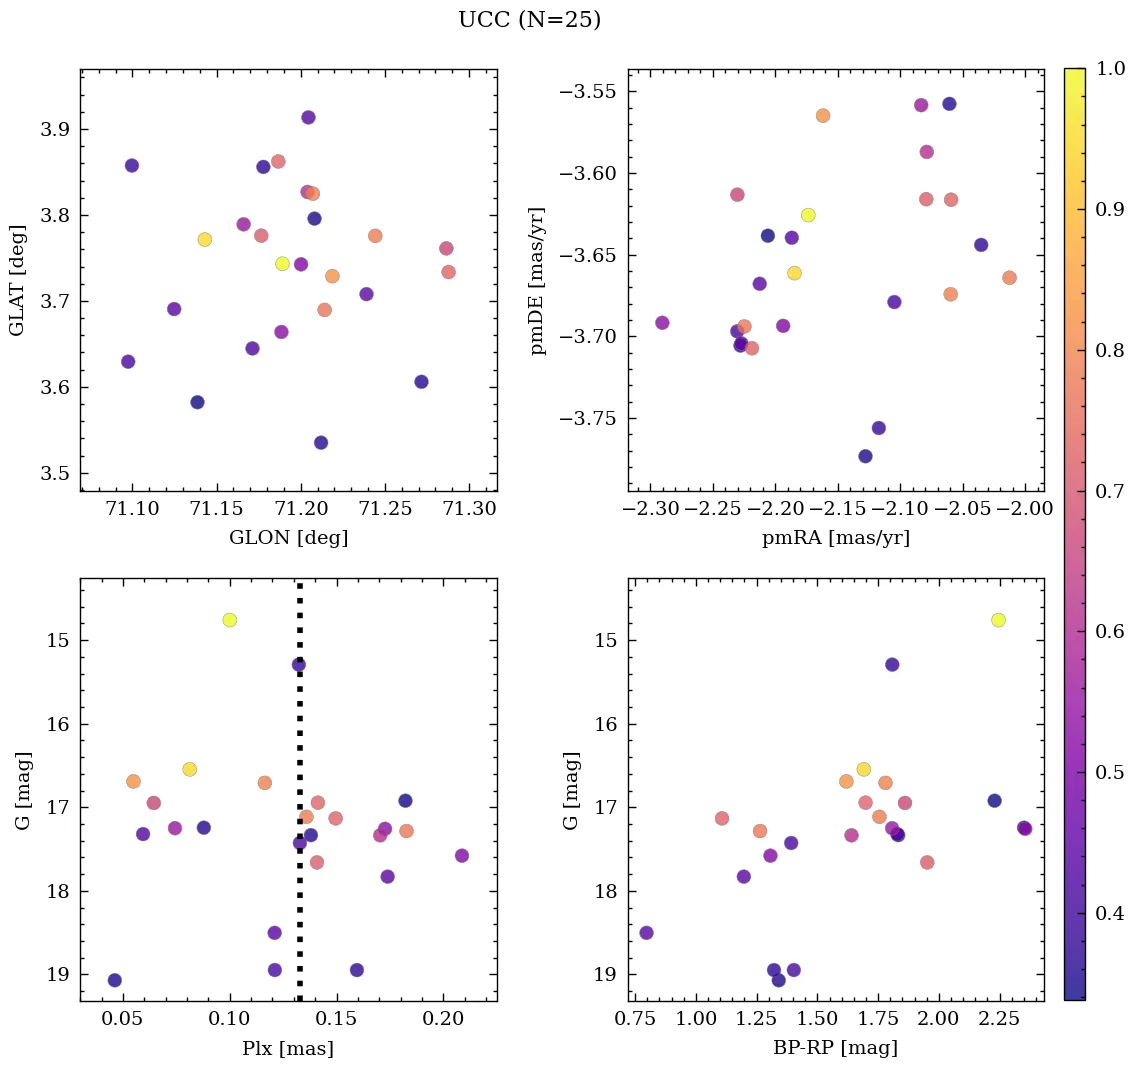 UCC (N=25)
3.9
3.8
3.7
3.6
3.5
GLAT [deg]
71.10 71.15 71.20 71.25 71.30
GLON [deg]
−3.55
−3.60
−3.65
−3.70
−3.75
pmDE [mas/yr]
−2.30 −2.25 −2.20 −2.15 −2.10 −2.05 −2.00
pmRA [mas/yr]
15
16
17
18
19
G [mag]
0.05 0.10 0.15 0.20
Plx [mas]
15
16
17
18
19
G [mag]
0.75 1.00 1.25 1.50 1.75 2.00 2.25
BP-RP [mag]
1.0
0.9
0.8
0.7
0.6
0.5
0.4